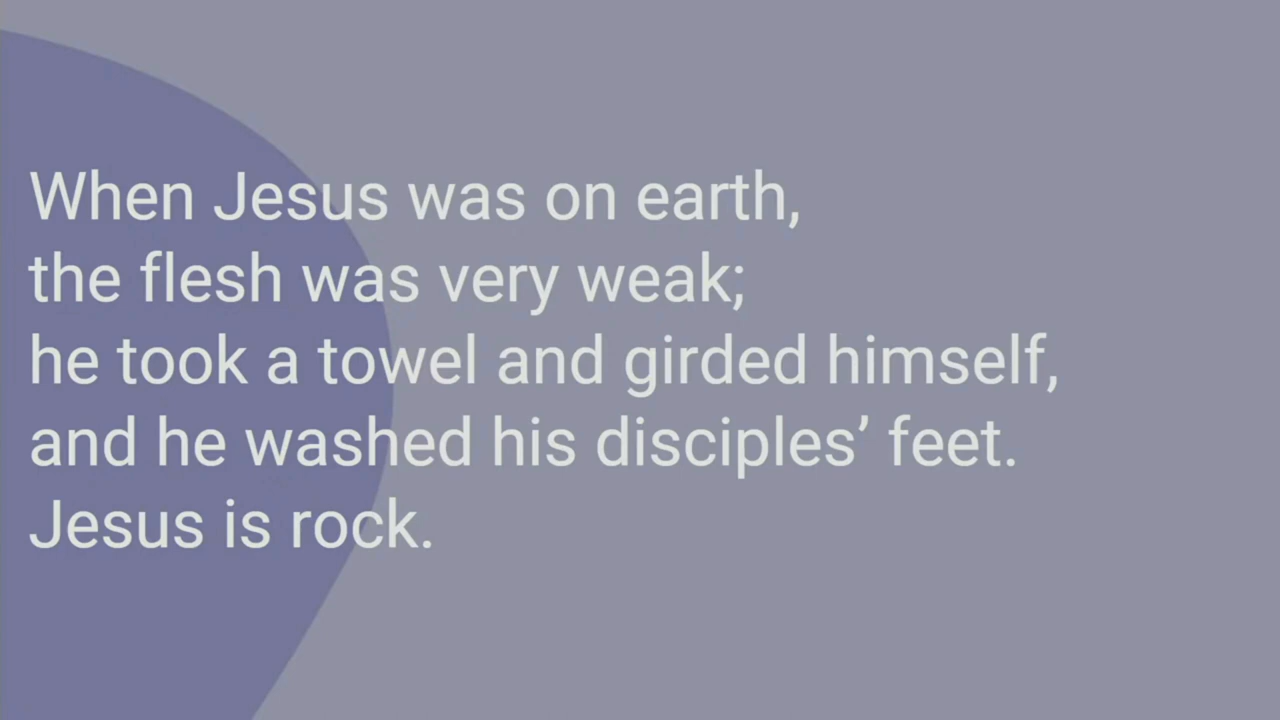 When Jesus was on earth,
the flesh was very weak;
he took a towel and girded himself,
and he washed his disciples’ feet.
Jesus is rock.